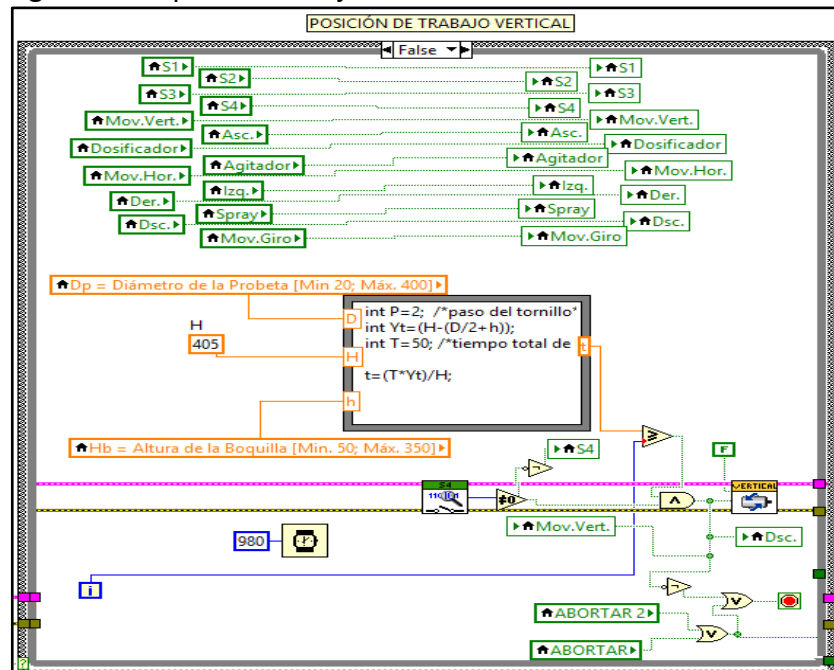 POSICIÓN DE TRABAJO VERTICAL
False
S1
S1
S2
S2
S3
S3
S4
S4
Mov.Vert.
Mov.Vert.
Asc.
Asc.
Dosificador
Dosificador
Agitador
Agitador
Mov.Hor.
Mov.Hor.
Izq.
Izq.
Der.
Der.
Spray
Spray
Dsc.
Dsc.
Mov.Giro
Mov.Giro
Dp = Diámetro de la Probeta [Min 20; Máx. 400]
int P=2; /*paso del tornillo*
D
int Yt=(H-(D/2+h));
H
405
int T=50; /*tiempo total de
t
H
t=(T*Yt)/H;
h
Hb = Altura de la Boquilla [Min. 50; Máx. 350]
≥
S4
F
S4
VERTICAL
≠0
∧
Mov.Vert.
Dsc.
980
i
V
ABORTAR 2
V
ABORTAR
?